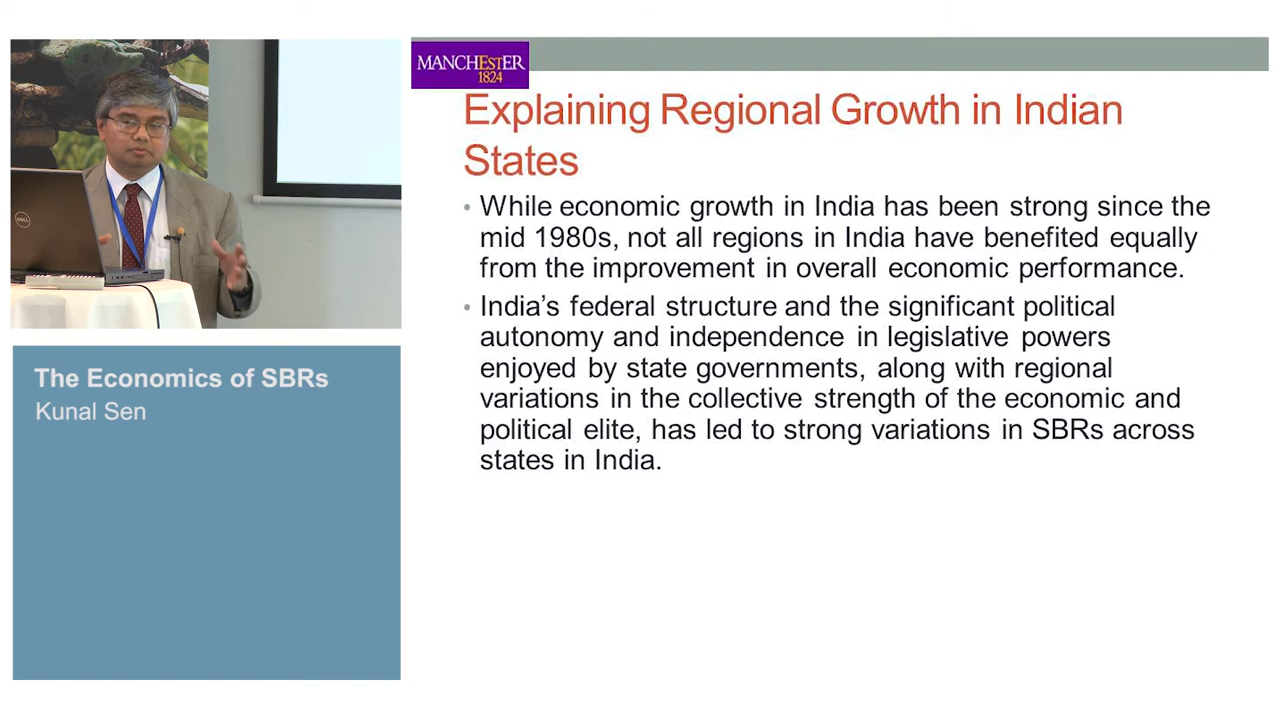 MANCHESTER
1824
Explaining Regional Growth in Indian
States
• While economic growth in India has been strong since the
mid 1980s, not all regions in India have benefited equally
from the improvement in overall economic performance.
• India’s federal structure and the significant political
autonomy and independence in legislative powers
enjoyed by state governments, along with regional
variations in the collective strength of the economic and
political elite, has led to strong variations in SBRs across
states in India.
DELL
The Economics of SBRs
Kunal Sen